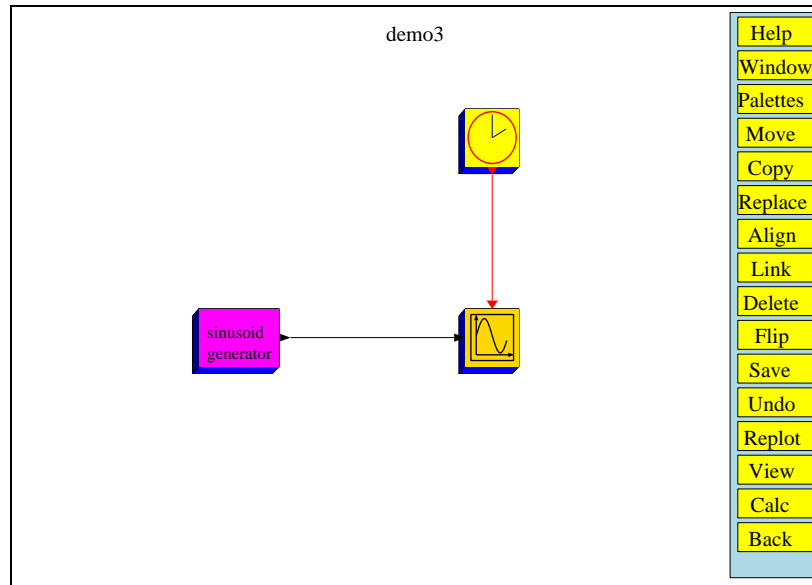 demo3
sinusoid
generator
Help
Window
Palettes
Move
Copy
Replace
Align
Link
Delete
Flip
Save
Undo
Replot
View
Calc
Back